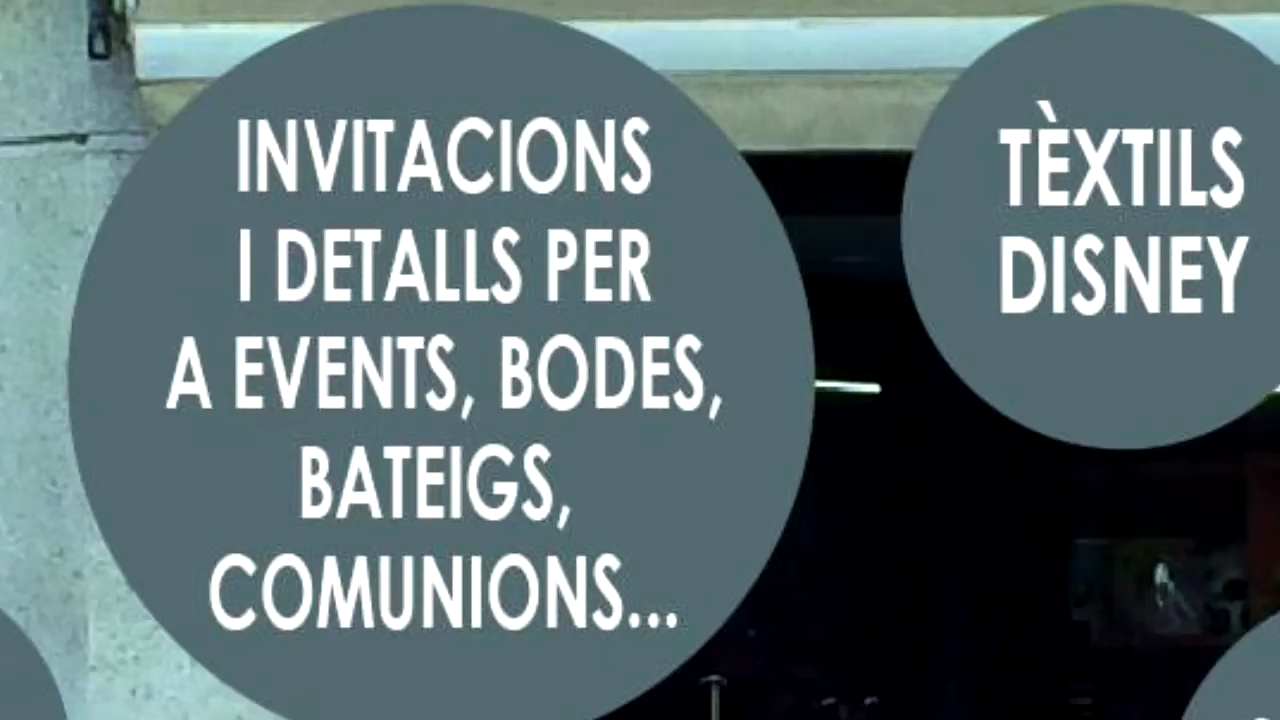 INVITACIONS
I DETALLS PER
A EVENTS, BODES,
BATEIGS,
COMUNIONS...
TÈXTILS
DISNEY